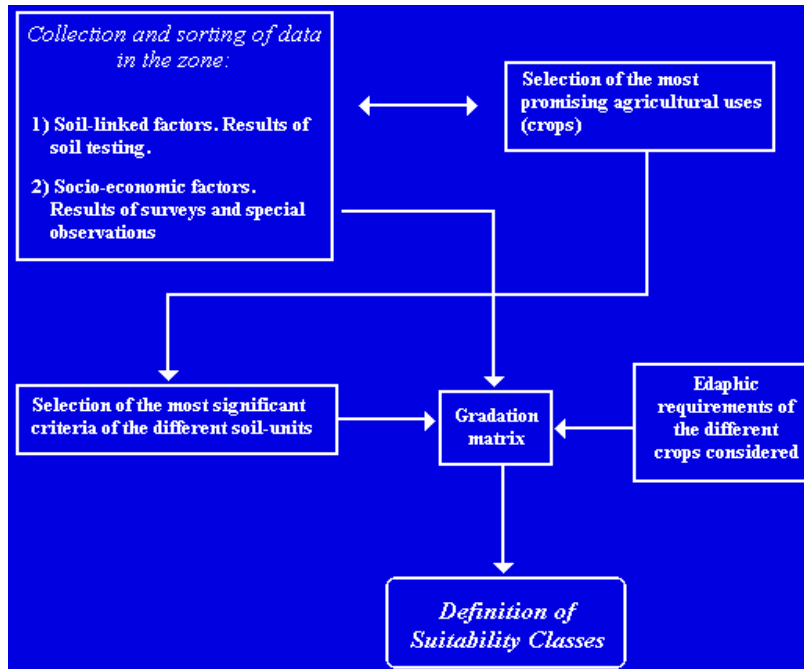 Collection and sorting of data
in the zone:
1) Soil-linked factors. Results of
soil testing.
2) Socio-economic factors.
Results of surveys and special
observations
Selection of the most
promising agricultural uses
(crops)
Selection of the most significant
criteria of the different soil-units
Gradation
matrix
Edaphic
requirements of
the different
crops considered
Definition of
Suitability Classes